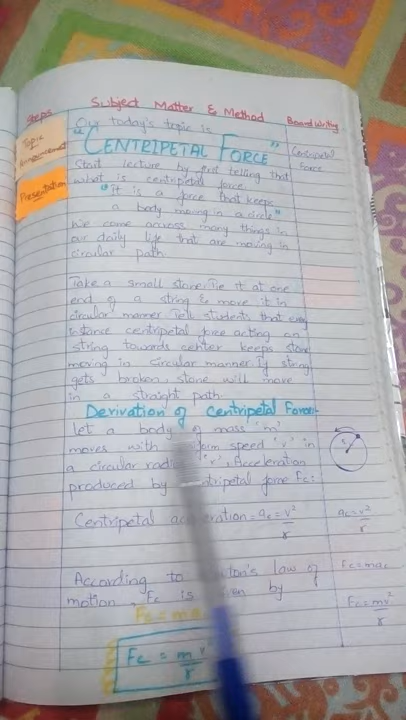 Steps
Subject Matter & Method
Board Writing
Topic
Announcement
Our today's topic is
"CENTRIPETAL FORCE"
Centripetal
Force
Presentation
Start lecture by first telling that
what is centripetal force
"It is a force that keeps
a body moving in a circle"
We come across many things in
our daily life that are moving in
circular path.
Take a small stone. Tie it at one
end of a string & move it in
circular manner Tell students that every
instance centripetal force acting on
string towards center keeps stone
moving in circular manner. If string
gets broken, stone will move
in a straight path.
Derivation of Centripetal Force:-
Let a body of mass 'm'
moves with speed 'v' in
a circular radius 'r', Acceleration
produced by force Fc:
Centripetal = ac = v²/r
ac = v²/r
According to law of
motion, Fc is by
Fc = mac
Fc = m
Fc = mv²/r
Fc = m v²/r